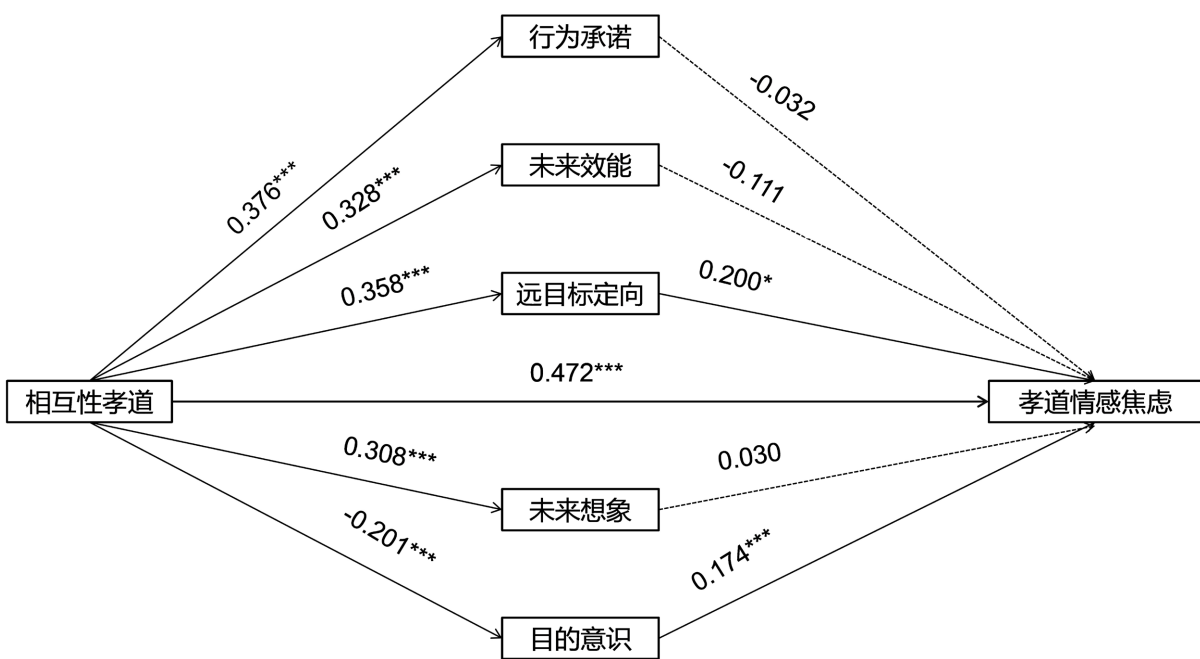 行为承诺
-0.032
未来效能
0.376***
0.328***
-0.111
远目标定向
0.358***
0.200*
相互性孝道
0.472***
孝道情感焦虑
0.308***
0.030
未来想象
-0.201***
0.174***
目的意识